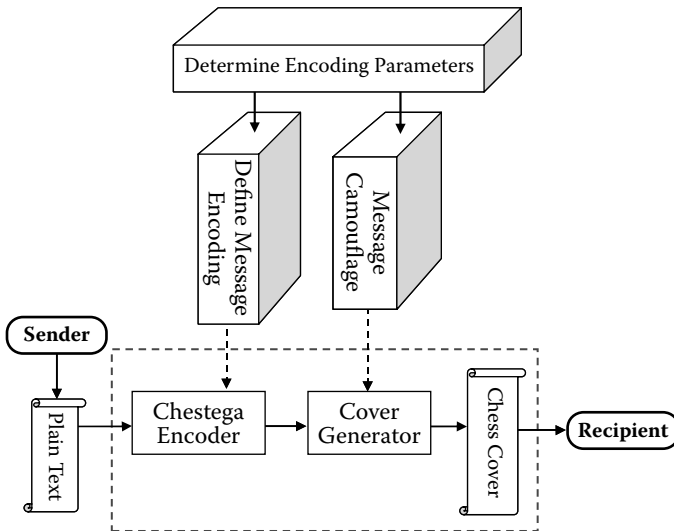 Determine Encoding Parameters
Define Message
Encoding
Message
Camouflage
Sender
Plain Text
Chestega
Encoder
Cover
Generator
Chess Cover
Recipient